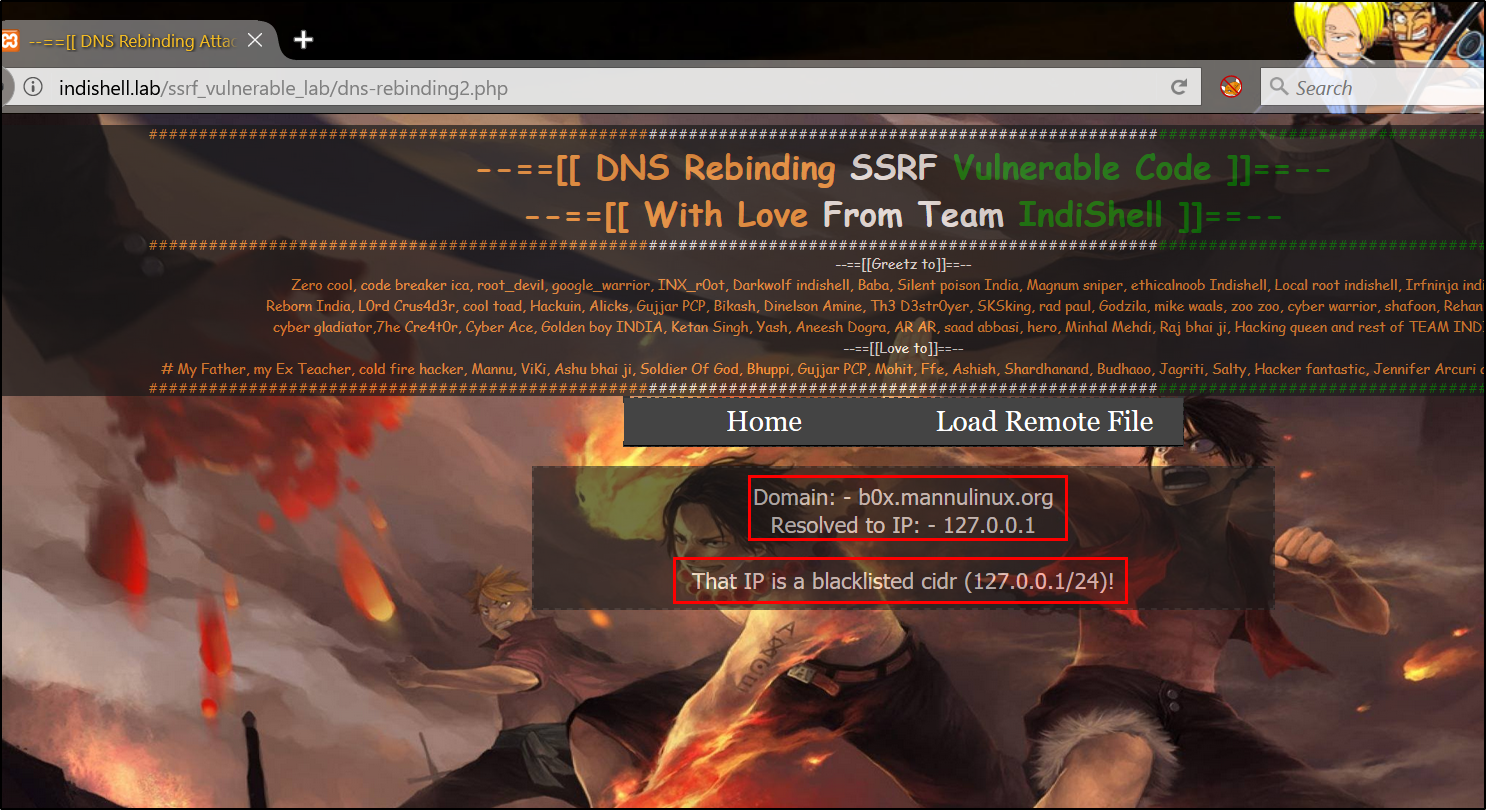 --==[[ DNS Rebinding Atta
indishell.lab/ssrf_vulnerable_lab/dns-rebinding2.php
Search
--==[[ DNS Rebinding SSRF Vulnerable Code ]]==--
--==[[ With Love From Team IndiShell ]]==--
--==[[Greetz to]]==--
Zero cool, code breaker ica, root_devil, google_warrior, INX_r0ot, Darkwolf indishell, Baba, Silent poison India, Magnum sniper, ethicalnoob Indishell, Local root indishell, Irfninja indi
Reborn India, L0rd Crus4d3r, cool toad, Hackuin, Alicks, Gujjar PCP, Bikash, Dinelson Amine, Th3 D3str0yer, SKSking, rad paul, Godzila, mike waals, zoo zoo, cyber warrior, shafoon, Rehan
cyber gladiator,7he Cre4t0r, Cyber Ace, Golden boy INDIA, Ketan Singh, Yash, Aneesh Dogra, AR AR, saad abbasi, hero, Minhal Mehdi, Raj bhai ji, Hacking queen and rest of TEAM IND
--==[[Love to]]==--
# My Father, my Ex Teacher, cold fire hacker, Mannu, ViKi, Ashu bhai ji, Soldier Of God, Bhuppi, Gujjar PCP, Mohit, Ffe, Ashish, Shardhanand, Budhaoo, Jagriti, Salty, Hacker fantastic, Jennifer Arcuri
Home Load Remote File
Domain: - b0x.mannulinux.org
Resolved to IP: - 127.0.0.1
That IP is a blacklisted cidr (127.0.0.1/24)!